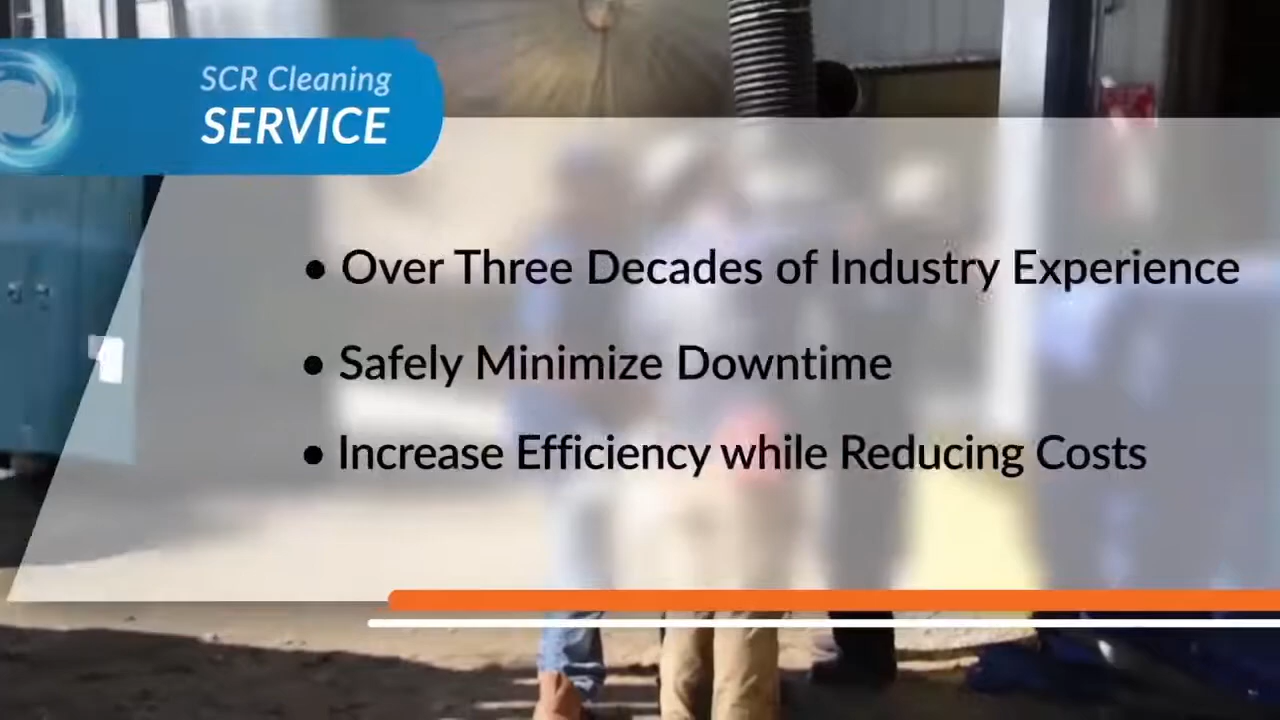 SCR Cleaning
SERVICE
• Over Three Decades of Industry Experience
• Safely Minimize Downtime
• Increase Efficiency while Reducing Costs